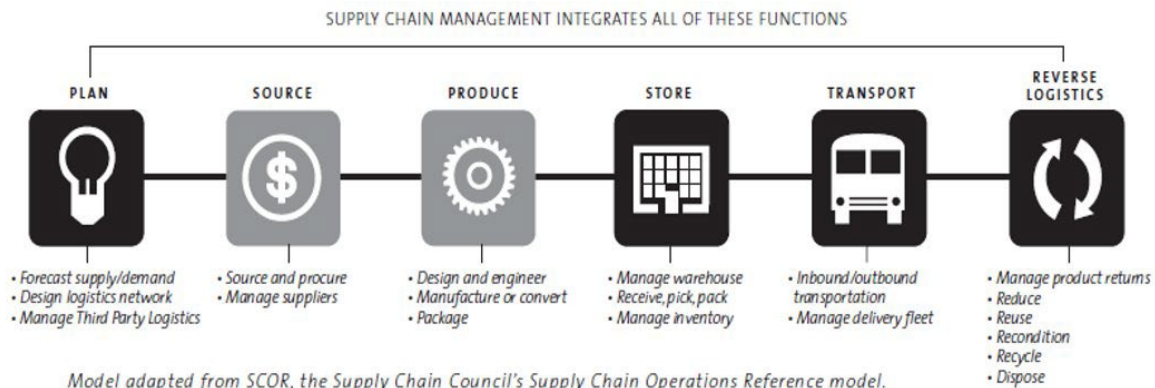 SUPPLY CHAIN MANAGEMENT INTEGRATES ALL OF THESE FUNCTIONS
PLAN
SOURCE
PRODUCE
STORE
TRANSPORT
REVERSE
LOGISTICS
$
• Forecast supply/demand
• Design logistics network
• Manage Third Party Logistics
• Source and procure
• Manage suppliers
• Design and engineer
• Manufacture or convert
• Package
• Manage warehouse
• Receive, pick, pack
• Manage inventory
• Inbound/outbound
transportation
• Manage delivery fleet
• Manage product returns
• Reduce
• Reuse
• Recondition
• Recycle
• Dispose
Model adapted from SCOR, the Supply Chain Council's Supply Chain Operations Reference model.